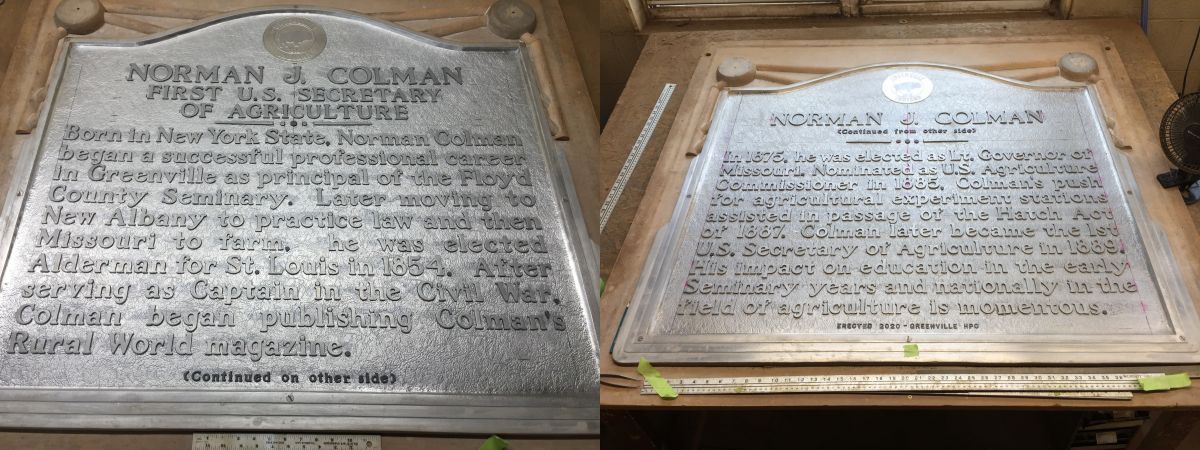 NORMAN J. COLMAN
FIRST U.S. SECRETARY
OF AGRICULTURE
Born in New York State, Norman Colman
began a successful professional career
in Greenville as principal of the Floyd
County Seminary. Later moving to
New Albany to practice law and then
Missouri to farm, he was elected
Alderman for St. Louis in 1854. After
serving as Captain in the Civil War,
Colman began publishing Colman's
Rural World magazine.
(Continued on other side)
NORMAN J. COLMAN
(Continued from other side)
In 1875, he was elected as Lt. Governor of
Missouri. Nominated as U.S. Agriculture
Commissioner in 1885, Colman's push
for agricultural experiment stations
assisted in passage of the Hatch Act
of 1887. Colman later became the 1st
U.S. Secretary of Agriculture in 1889.
His impact on education in the early
Seminary years and nationally in the
field of agriculture is momentous.
ERECTED 2020 - GREENVILLE HPC